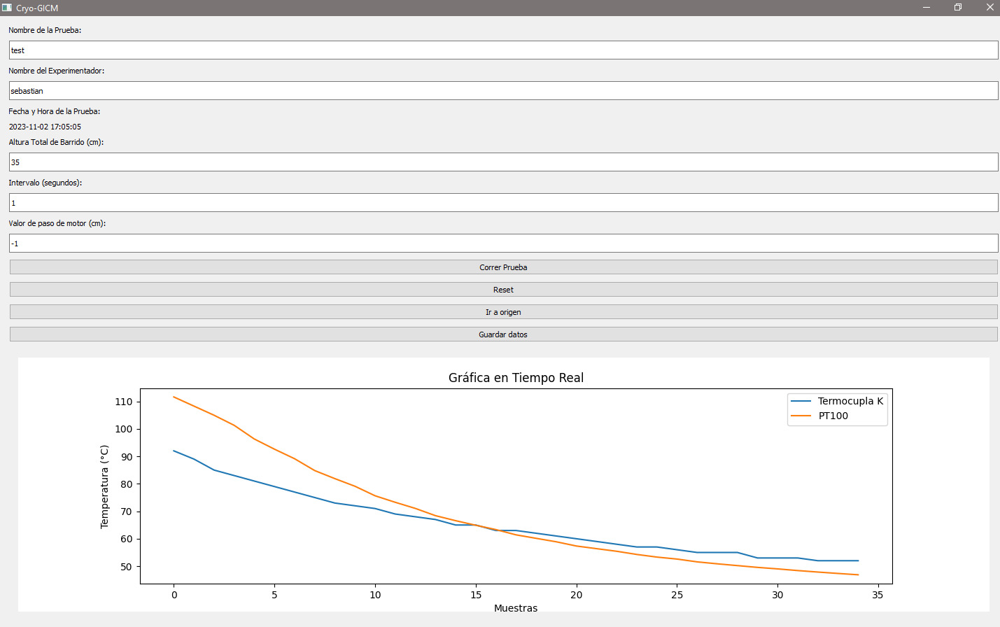 Cryo-GICM
Nombre de la Prueba:
test
Nombre del Experimentador:
sebastian
Fecha y Hora de la Prueba:
2023-11-02 17:05:05
Altura Total de Barrido (cm):
35
Intervalo (segundos):
1
Valor de paso de motor (cm):
-1
Correr Prueba
Reset
Ir a origen
Guardar datos
Gráfica en Tiempo Real
Termocupla K
PT100
Temperatura (°C)
110
100
90
80
70
60
50
0 5 10 15 20 25 30 35
Muestras